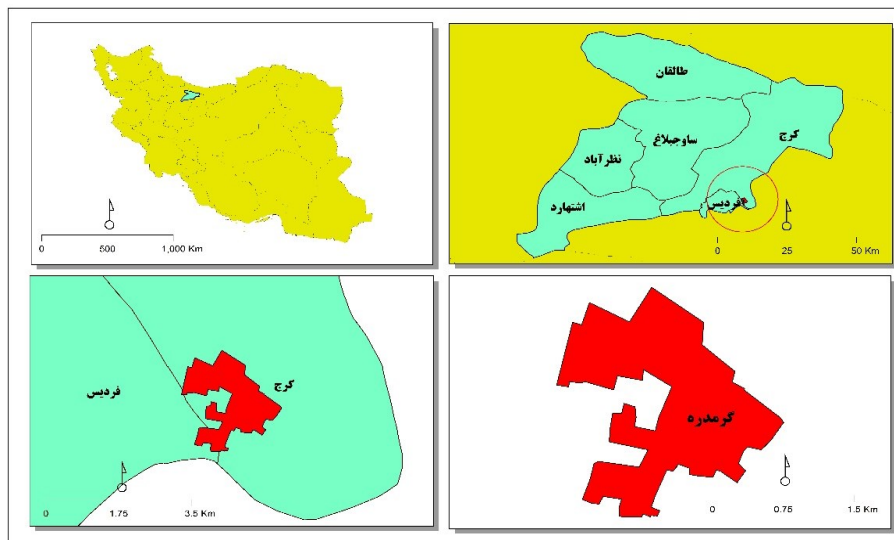 0 500 1,000 Km
طالقان
کرج
ساوجبلاغ
نظرآباد
فردیس
اشتهارد
0 25 50 Km
کرج
فردیس
0 1.75 3.5 Km
گرمدره
0 0.75 1.5 Km